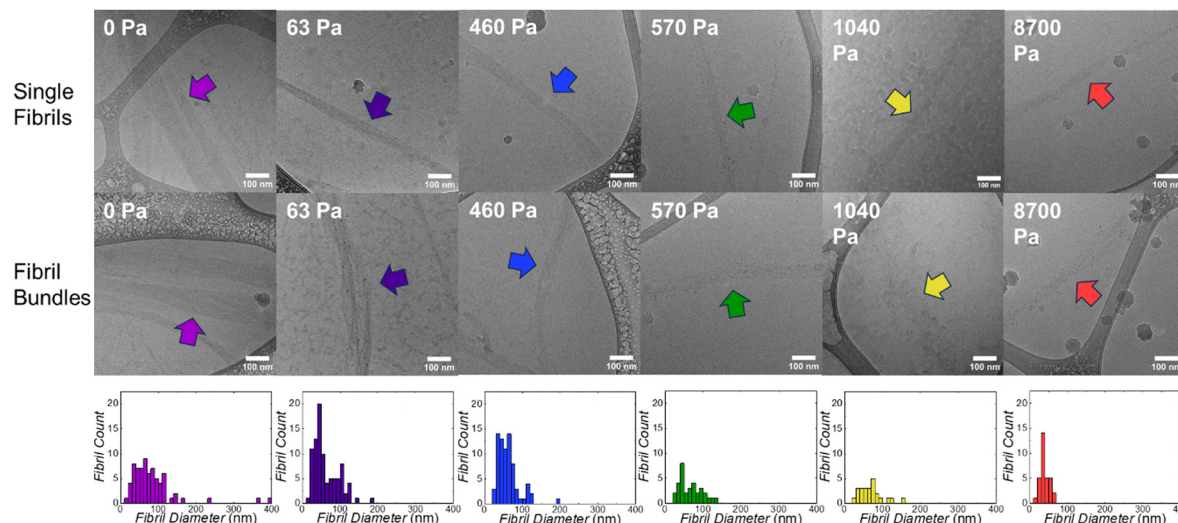 Single
Fibrils
0 Pa
100 nm
63 Pa
100 nm
460 Pa
100 nm
570 Pa
100 nm
1040
Pa
100 nm
8700
Pa
100 nm
Fibril
Bundles
0 Pa
100 nm
63 Pa
100 nm
460 Pa
100 nm
570 Pa
100 nm
1040
Pa
100 nm
8700
Pa
100 nm
Fibril Count
20
15
10
5
0
0 100 200 300 400
Fibril Diameter (nm)
Fibril Count
20
15
10
5
0
0 100 200 300 400
Fibril Diameter (nm)
Fibril Count
20
15
10
5
0
0 100 200 300 400
Fibril Diameter (nm)
Fibril Count
20
15
10
5
0
0 100 200 300 400
Fibril Diameter (nm)
Fibril Count
20
15
10
5
0
0 100 200 300 400
Fibril Diameter (nm)
Fibril Count
20
15
10
5
0
0 100 200 300 400
Fibril Diameter (nm)